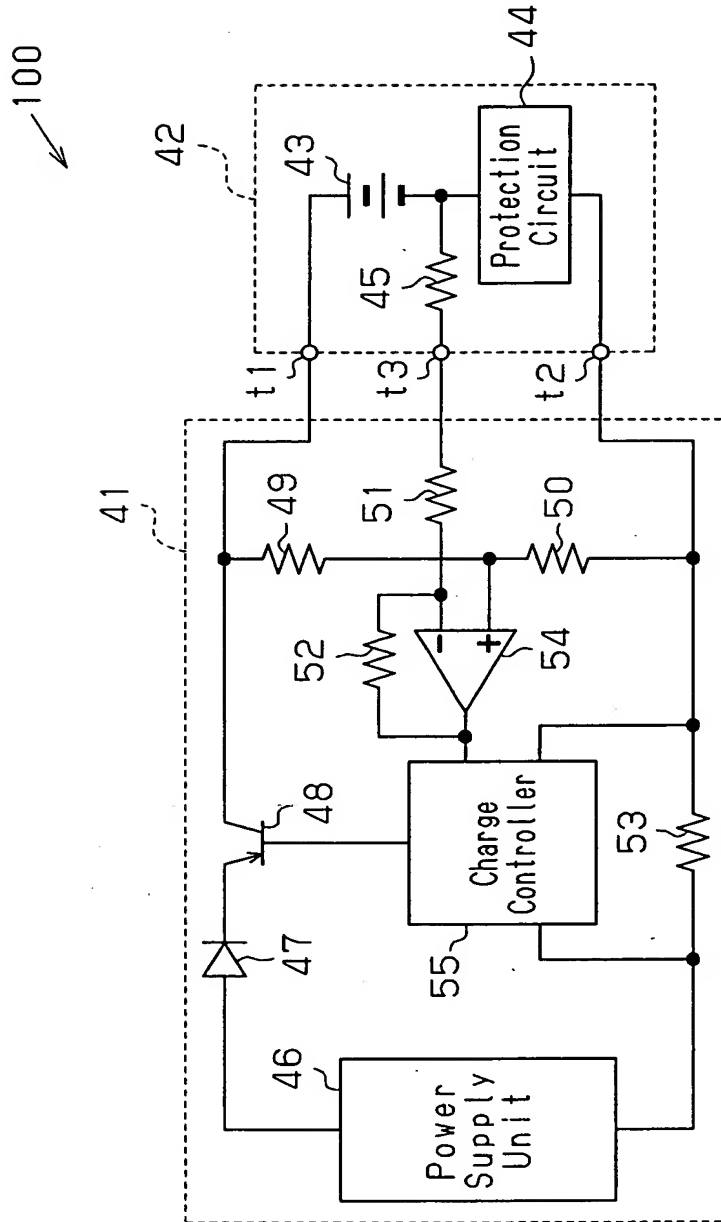 100
41
42
46
Power
Supply
Unit
47
48
49
t1
43
52
51
t3
45
-
+
54
55
Charge
Controller
50
53
t2
Protection
Circuit
44